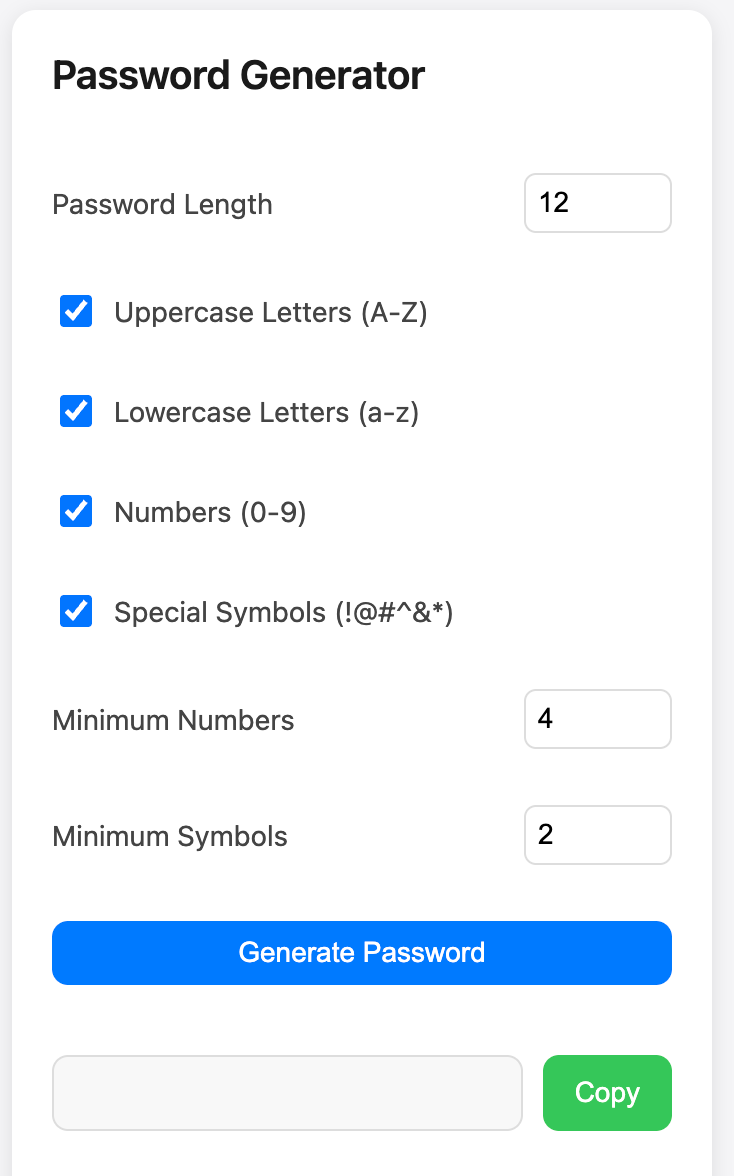 Password Generator
Password Length 12
Uppercase Letters (A-Z)
Lowercase Letters (a-z)
Numbers (0-9)
Special Symbols (!@#^&*)
Minimum Numbers 4
Minimum Symbols 2
Generate Password
Copy